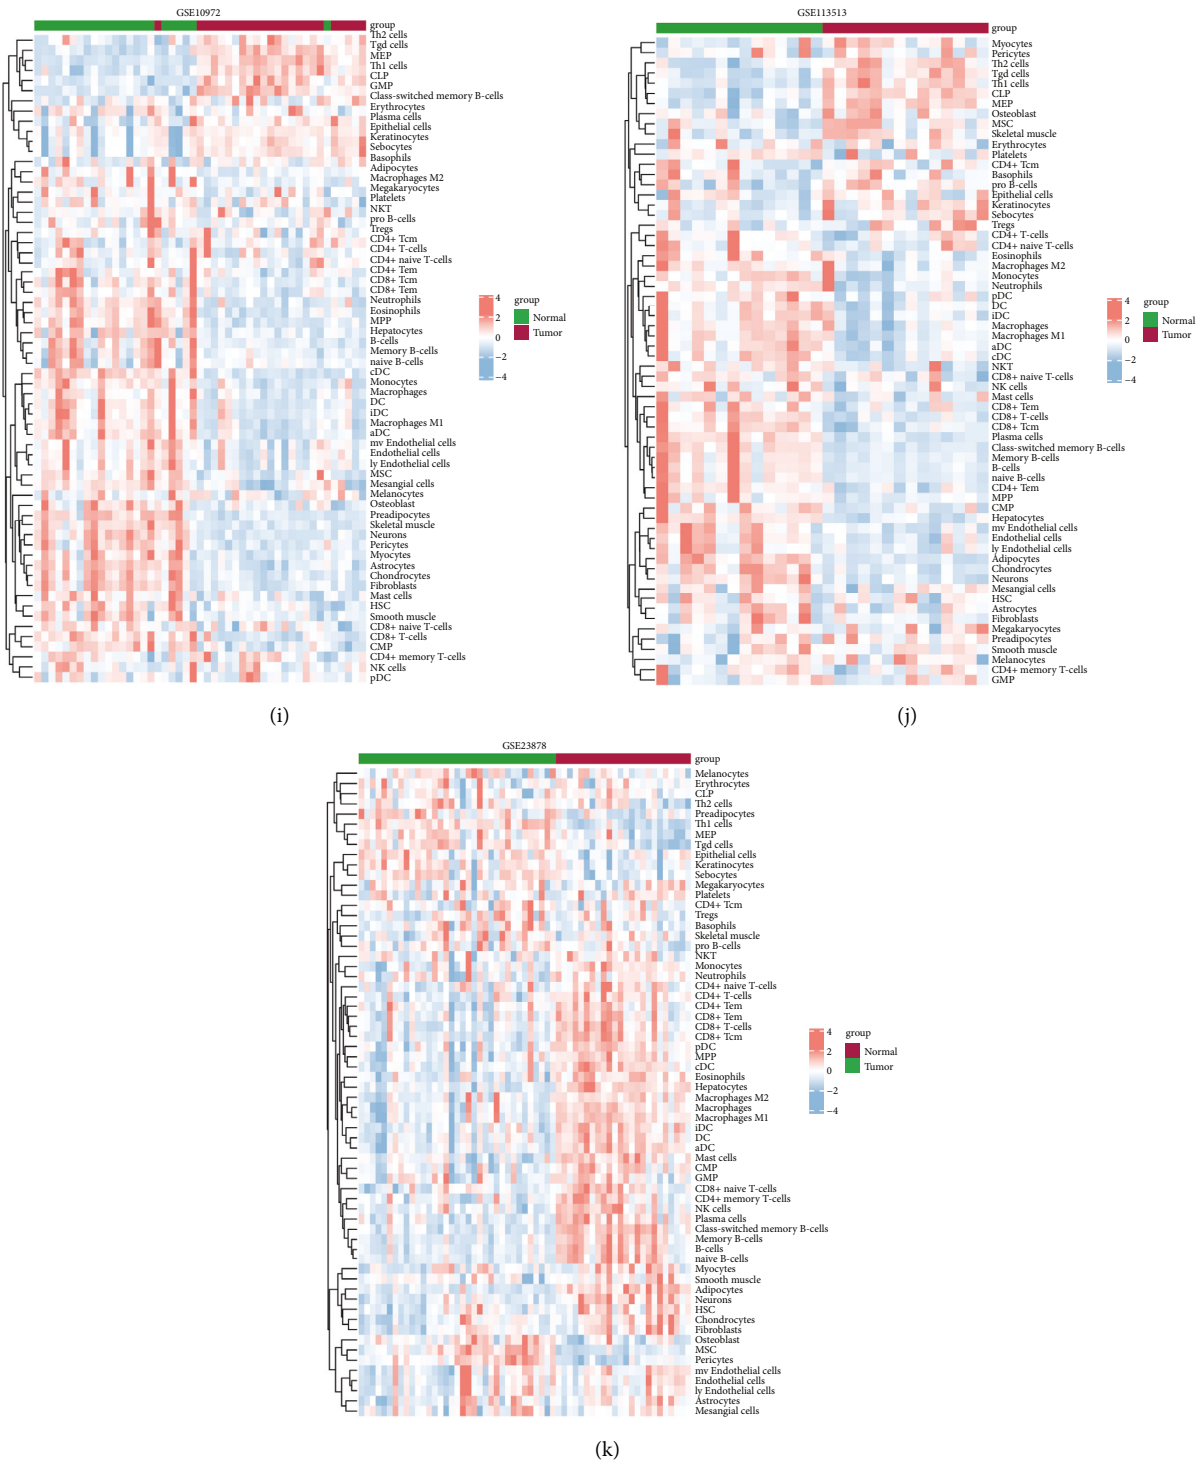 GSE10972
group
Th2 cells
Tgd cells
MEP
Th1 cells
CLP
GMP
Class-switched memory B-cells
Erythrocytes
Plasma cells
Epithelial cells
Keratinocytes
Sebocytes
Basophils
Adipocytes
Macrophages M2
Megakaryocytes
Platelets
NKT
pro B-cells
Tregs
CD4+ Tcm
CD4+ T-cells
CD4+ naive T-cells
CD4+ Tem
CD8+ Tcm
CD8+ Tem
Neutrophils
Eosinophils
MPP
Hepatocytes
B-cells
Memory B-cells
naive B-cells
cDC
Monocytes
Macrophages
DC
iDC
Macrophages M1
aDC
mv Endothelial cells
Endothelial cells
ly Endothelial cells
MSC
Mesangial cells
Melanocytes
Osteoblast
Preadipocytes
Skeletal muscle
Neurons
Pericytes
Myocytes
Astrocytes
Chondrocytes
Fibroblasts
Mast cells
HSC
Smooth muscle
CD8+ naive T-cells
CD8+ T-cells
CMP
CD4+ memory T-cells
NK cells
pDC
4
2
0
−2
−4
group
Normal
Tumor
(i)
GSE113513
group
Myocytes
Pericytes
Th2 cells
Tgd cells
Th1 cells
CLP
MEP
Osteoblast
MSC
Skeletal muscle
Erythrocytes
Platelets
CD4+ Tcm
Basophils
pro B-cells
Epithelial cells
Keratinocytes
Sebocytes
Tregs
CD4+ T-cells
CD4+ naive T-cells
Eosinophils
Macrophages M2
Monocytes
Neutrophils
pDC
DC
iDC
Macrophages
Macrophages M1
aDC
cDC
NKT
CD8+ naive T-cells
NK cells
Mast cells
CD8+ Tem
CD8+ T-cells
CD8+ Tcm
Plasma cells
Class-switched memory B-cells
Memory B-cells
B-cells
naive B-cells
CD4+ Tem
MPP
CMP
Hepatocytes
mv Endothelial cells
Endothelial cells
ly Endothelial cells
Adipocytes
Chondrocytes
Neurons
Mesangial cells
HSC
Astrocytes
Fibroblasts
Megakaryocytes
Preadipocytes
Smooth muscle
Melanocytes
CD4+ memory T-cells
GMP
4
2
0
−2
−4
group
Normal
Tumor
(j)
GSE23878
group
Melanocytes
Erythrocytes
CLP
Th2 cells
Preadipocytes
Th1 cells
MEP
Tgd cells
Epithelial cells
Keratinocytes
Sebocytes
Megakaryocytes
Platelets
CD4+ Tcm
Tregs
Basophils
Skeletal muscle
pro B-cells
NKT
Monocytes
Neutrophils
CD4+ naive T-cells
CD4+ T-cells
CD4+ Tem
CD8+ Tem
CD8+ T-cells
CD8+ Tcm
pDC
MPP
cDC
Eosinophils
Hepatocytes
Macrophages M2
Macrophages
Macrophages M1
iDC
DC
aDC
Mast cells
CMP
GMP
CD8+ naive T-cells
CD4+ memory T-cells
NK cells
Plasma cells
Class-switched memory B-cells
Memory B-cells
B-cells
naive B-cells
Myocytes
Smooth muscle
Adipocytes
Neurons
HSC
Chondrocytes
Fibroblasts
Osteoblast
MSC
Pericytes
mv Endothelial cells
Endothelial cells
ly Endothelial cells
Astrocytes
Mesangial cells
4
2
0
−2
−4
group
Normal
Tumor
(k)